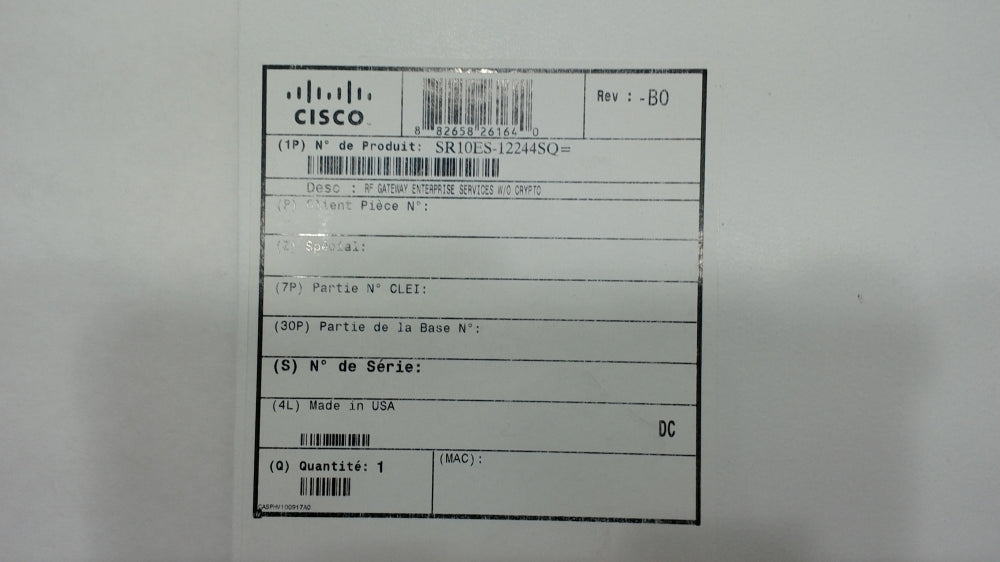 CISCO
8 82658 26164 0
Rev : -B0
(1P) N° de Produit: SR10ES-12244SQ=
Desc : RF GATEWAY ENTERPRISE SERVICES W/O CRYPTO
(P) Client Pièce N°:
(Z) Spécial:
(7P) Partie N° CLEI:
(30P) Partie de la Base N°:
(S) N° de Série:
(4L) Made in USA
DC
(Q) Quantité: 1
(MAC):